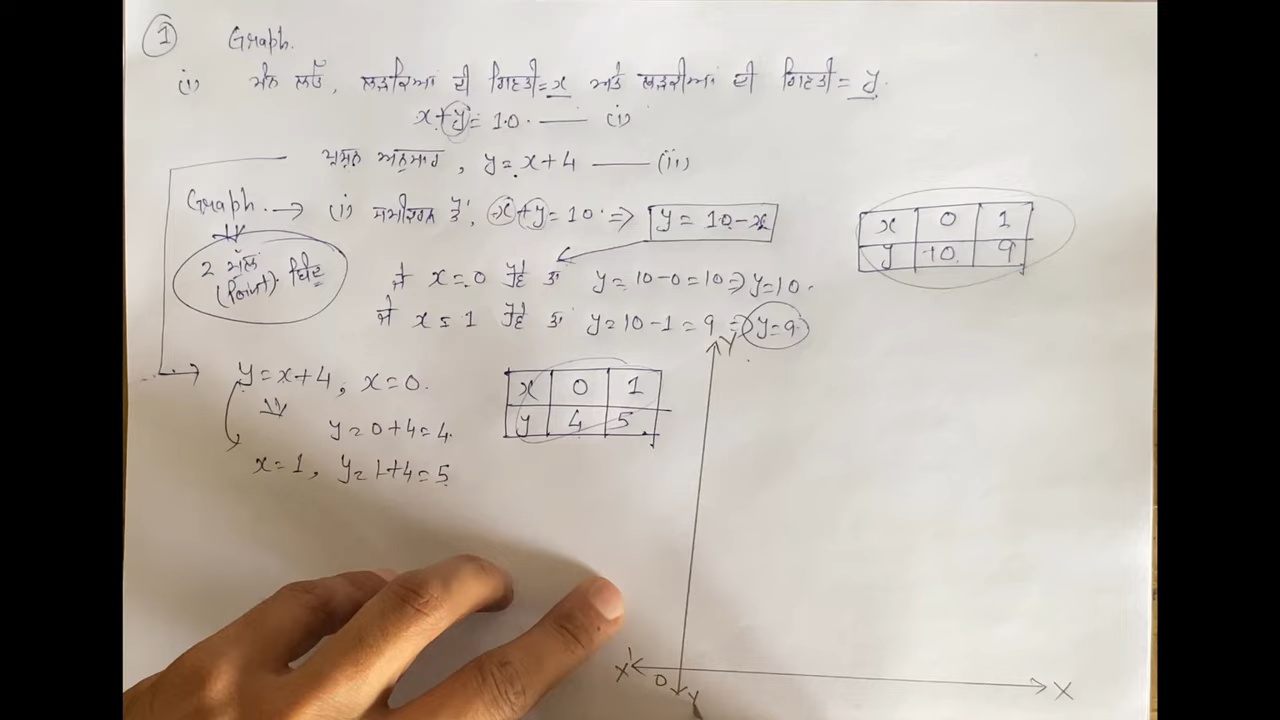 ① Graph.
(i) ਮੰਨ ਲਓ, ਲੜਕਿਆਂ ਦੀ ਗਿਣਤੀ = x ਅਤੇ ਲੜਕੀਆਂ ਦੀ ਗਿਣਤੀ = y.
x+y = 10. —— (i)
ਪ੍ਰਸ਼ਨ ਅਨੁਸਾਰ, y = x+4 —— (ii)
Graph. → (i) ਸਮੀਕਰਨ ਤੋਂ, x+y = 10 ⇒ y = 10-x
x 0 1
y 10 9
2 ਮੁੱਲ (Point). ਬਿੰਦੂ
ਜੇ x = 0 ਹੋਵੇ ਤਾਂ y = 10-0 = 10 ⇒ y = 10.
ਜੇ x = 1 ਹੋਵੇ ਤਾਂ y = 10-1 = 9 ⇒ y = 9
y = x+4, x = 0.
y = 0+4 = 4.
x = 1, y = 1+4 = 5
x 0 1
y 4 5
Y
X' O X
Y'